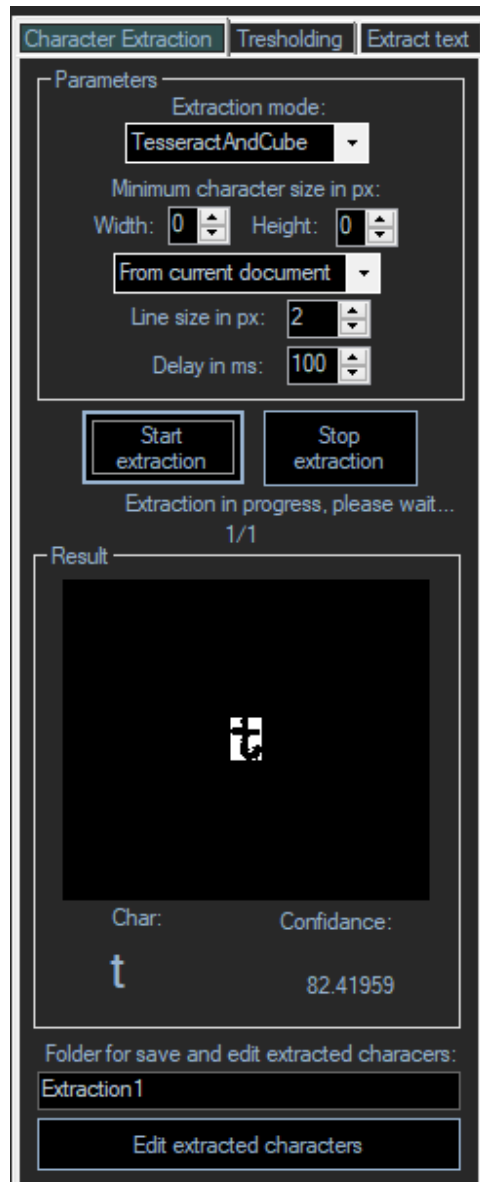 Character Extraction Tresholding Extract text
Parameters
Extraction mode:
TesseractAndCube
Minimum character size in px:
Width: 0 Height: 0
From current document
Line size in px: 2
Delay in ms: 100
Start extraction Stop extraction
Extraction in progress, please wait...
1/1
Result
t
Char: Confidance:
t 82.41959
Folder for save and edit extracted characers:
Extraction1
Edit extracted characters